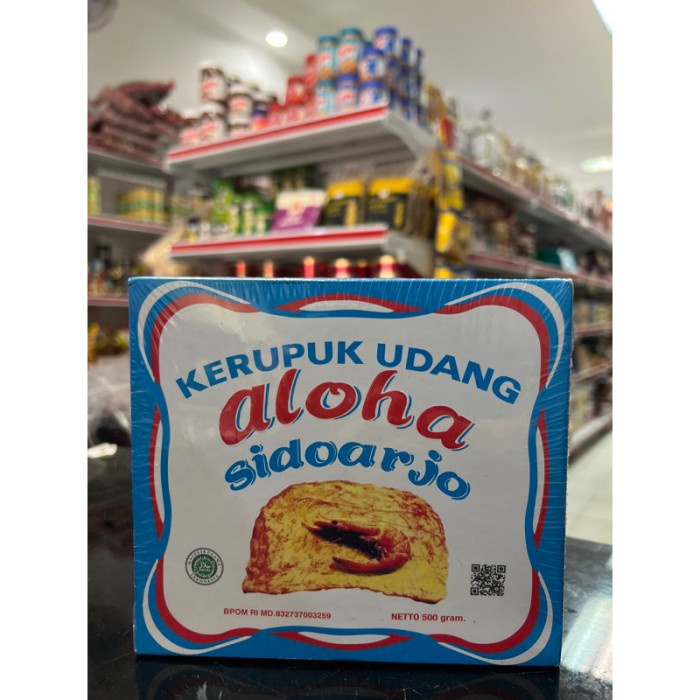 KERUPUK UDANG
aloha
sidoarjo
BPOM RI MD.832737003259
NETTO 500 gram.